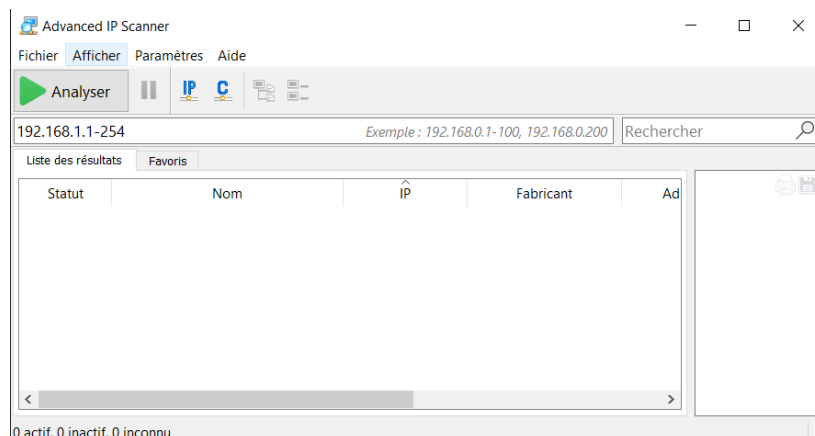 Advanced IP Scanner
Fichier Afficher Paramètres Aide
Analyser IP C
192.168.1.1-254 Exemple : 192.168.0.1-100, 192.168.0.200 Rechercher
Liste des résultats Favoris
Statut Nom IP Fabricant Ad
0 actif, 0 inactif, 0 inconnu